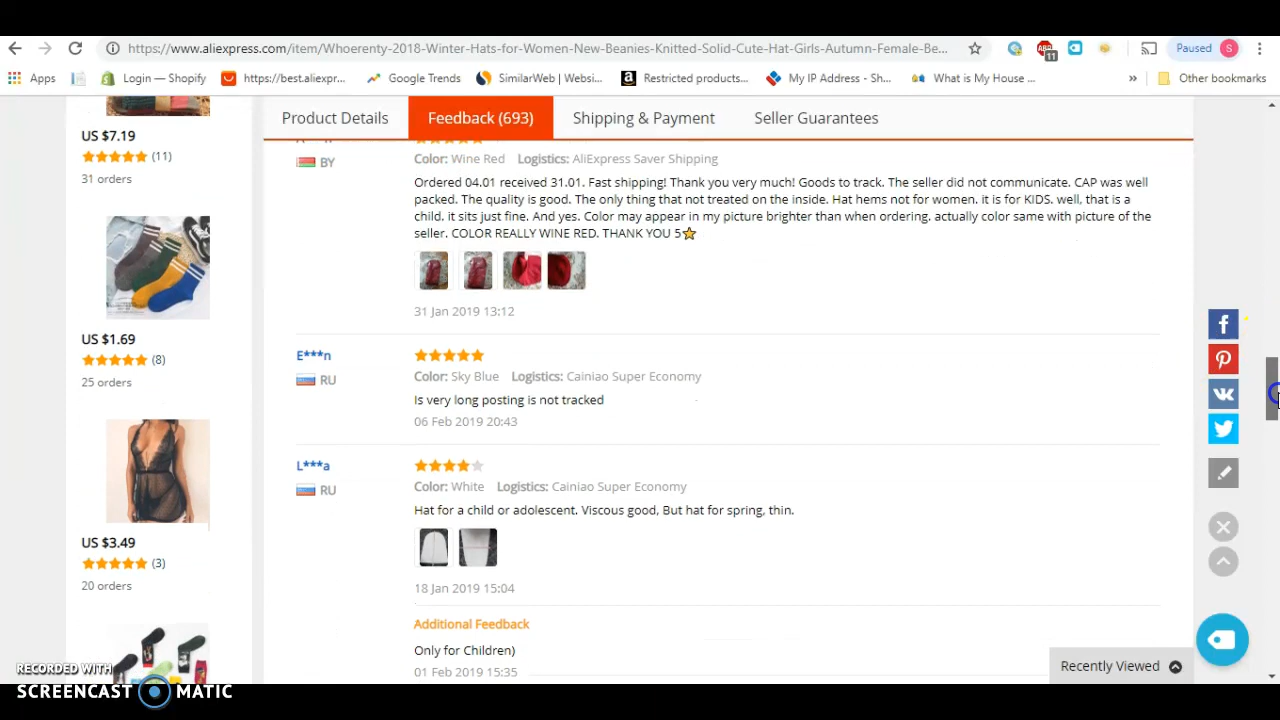 https://www.aliexpress.com/item/Whoerenty-2018-Winter-Hats-for-Women-New-Beanies-Knitted-Solid-Cute-Hat-Girls-Autumn-Female-Be...
Paused S
11
Apps
Login — Shopify
https://best.aliexpr...
Google Trends
SimilarWeb | Websi...
Restricted products...
My IP Address - Sh...
What is My House ...
»
Other bookmarks
Product Details
Feedback (693)
Shipping & Payment
Seller Guarantees
US $7.19
(11)
31 orders
US $1.69
(8)
25 orders
US $3.49
(3)
20 orders
BY
Color: Wine Red Logistics: AliExpress Saver Shipping
Ordered 04.01 received 31.01. Fast shipping! Thank you very much! Goods to track. The seller did not communicate. CAP was well
packed. The quality is good. The only thing that not treated on the inside. Hat hems not for women. it is for KIDS. well, that is a
child. it sits just fine. And yes. Color may appear in my picture brighter than when ordering. actually color same with picture of the
seller. COLOR REALLY WINE RED. THANK YOU 5⭐
31 Jan 2019 13:12
E***n
RU
Color: Sky Blue Logistics: Cainiao Super Economy
Is very long posting is not tracked
06 Feb 2019 20:43
L***a
RU
Color: White Logistics: Cainiao Super Economy
Hat for a child or adolescent. Viscous good, But hat for spring, thin.
18 Jan 2019 15:04
Additional Feedback
Only for Children)
01 Feb 2019 15:35
Recently Viewed
RECORDED WITH
SCREENCAST MATIC